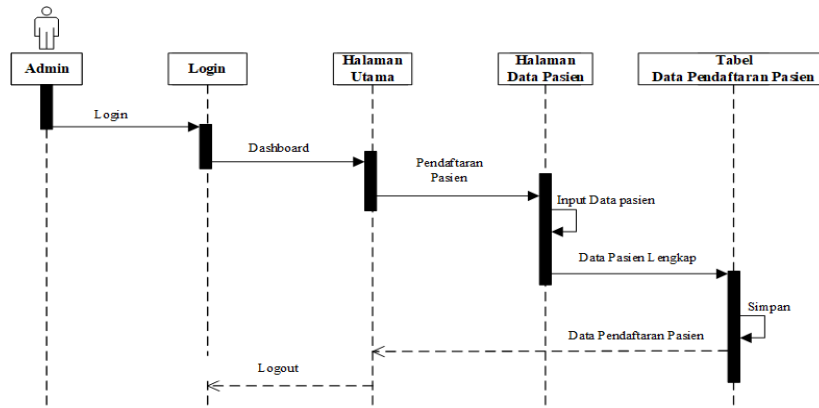 Admin
Login
Halaman
Utama
Halaman
Data Pasien
Tabel
Data Pendaftaran Pasien
Login
Dashboard
Pendaftaran
Pasien
Input Data pasien
Data Pasien Lengkap
Simpan
Data Pendaftaran Pasien
Logout